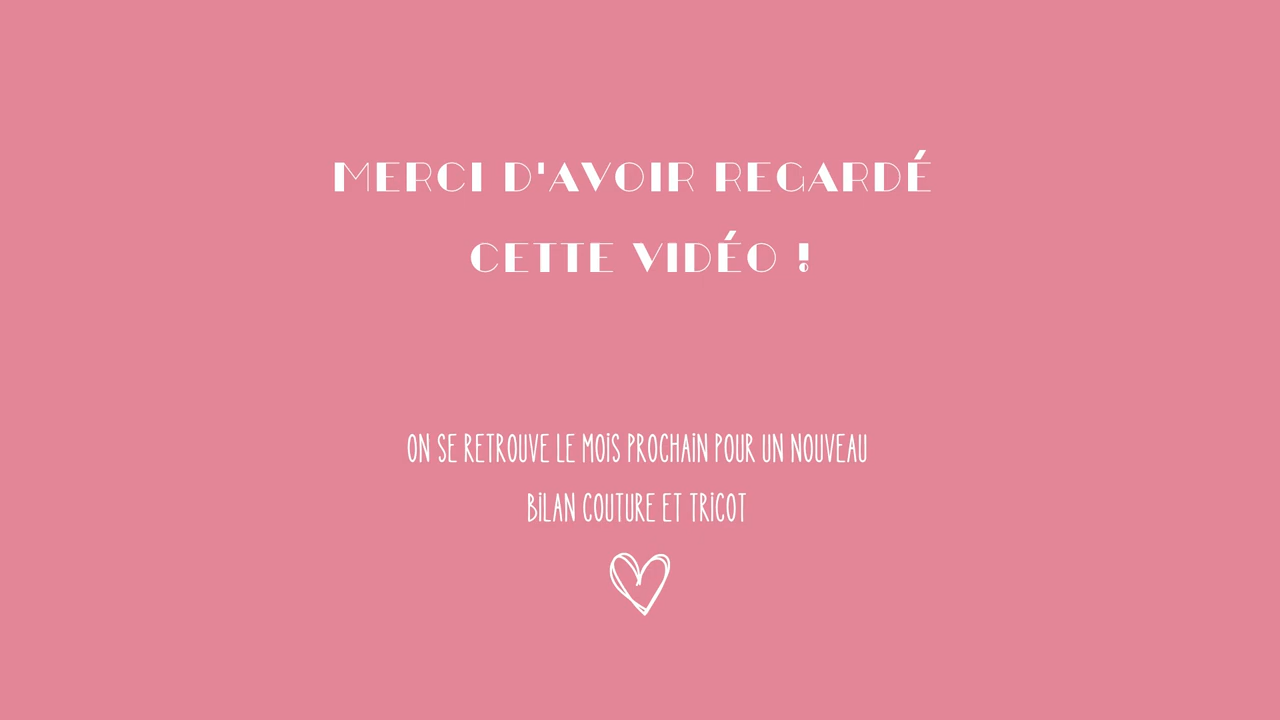 MERCI D'AVOIR REGARDÉ
CETTE VIDÉO !
ON SE RETROUVE LE MOIS PROCHAIN POUR UN NOUVEAU
BILAN COUTURE ET TRICOT